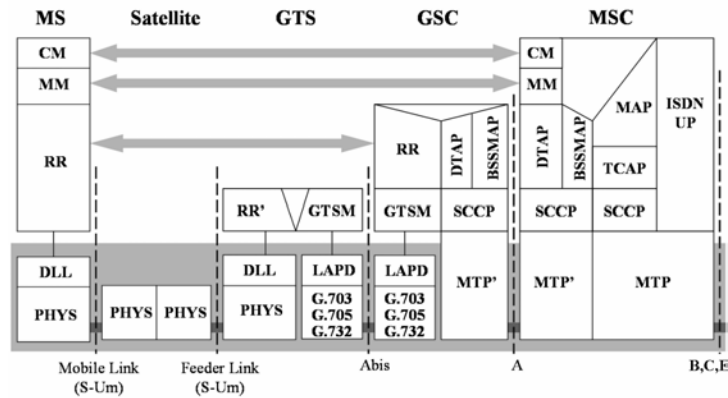 MS Satellite GTS GSC MSC
CM
MM
RR
DLL
PHYS
PHYS PHYS
RR' GTSM
DLL
PHYS
LAPD
G.703
G.705
G.732
RR
DTAP
BSSMAP
GTSM
SCCP
LAPD
G.703
G.705
G.732
MTP'
CM
MM
DTAP
BSSMAP
MAP
TCAP
ISDN
UP
SCCP
SCCP
MTP'
MTP
Mobile Link
(S-Um)
Feeder Link
(S-Um)
Abis
A
B,C,E